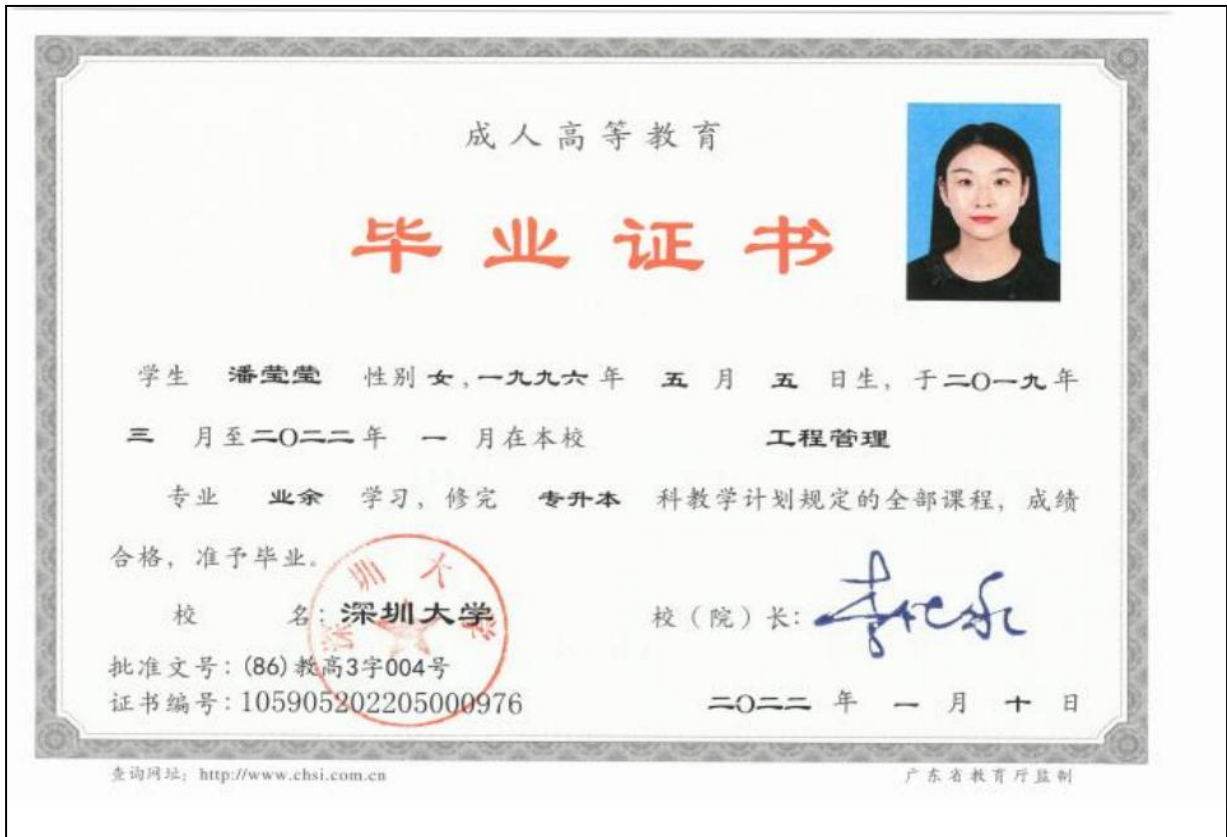 成人高等教育
毕业证书
学生 潘莹莹 性别 女,一九九六 年 五 月 五 日生, 于二〇一九年
三 月至二〇二二年 一 月在本校 工程管理
专业 业余 学习, 修完 专升本 科教学计划规定的全部课程, 成绩
合格, 准予毕业。
深圳大学
校 名: 深圳大学 校（院）长:
批准文号: (86)教高3字004号
证书编号: 105905202205000976 二〇二二 年 一 月 十 日
查询网址: http://www.chsi.com.cn 广东省教育厅监制